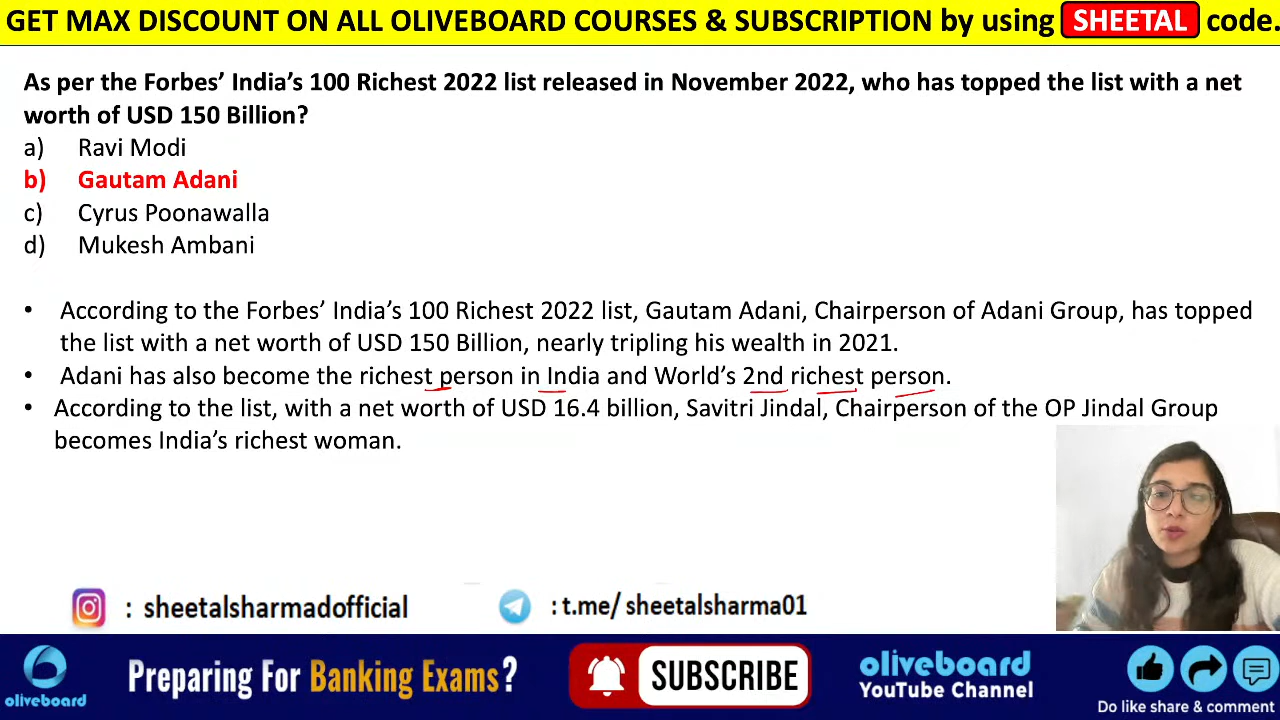 GET MAX DISCOUNT ON ALL OLIVEBOARD COURSES & SUBSCRIPTION by using SHEETAL code.
As per the Forbes’ India’s 100 Richest 2022 list released in November 2022, who has topped the list with a net
worth of USD 150 Billion?
a) Ravi Modi
b) Gautam Adani
c) Cyrus Poonawalla
d) Mukesh Ambani
• According to the Forbes’ India’s 100 Richest 2022 list, Gautam Adani, Chairperson of Adani Group, has topped
the list with a net worth of USD 150 Billion, nearly tripling his wealth in 2021.
• Adani has also become the richest person in India and World’s 2nd richest person.
• According to the list, with a net worth of USD 16.4 billion, Savitri Jindal, Chairperson of the OP Jindal Group
becomes India’s richest woman.
: sheetalsharmadofficial : t.me/ sheetalsharma01
oliveboard
Preparing For Banking Exams?
SUBSCRIBE
oliveboard
YouTube Channel
Do like share & comment